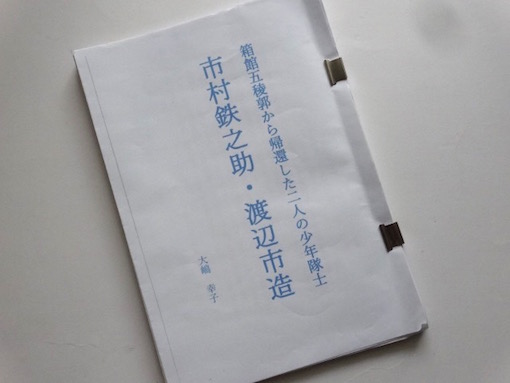 箱館五稜郭から帰還した二人の少年隊士
市村鉄之助・渡辺市造
大嶋 幸子